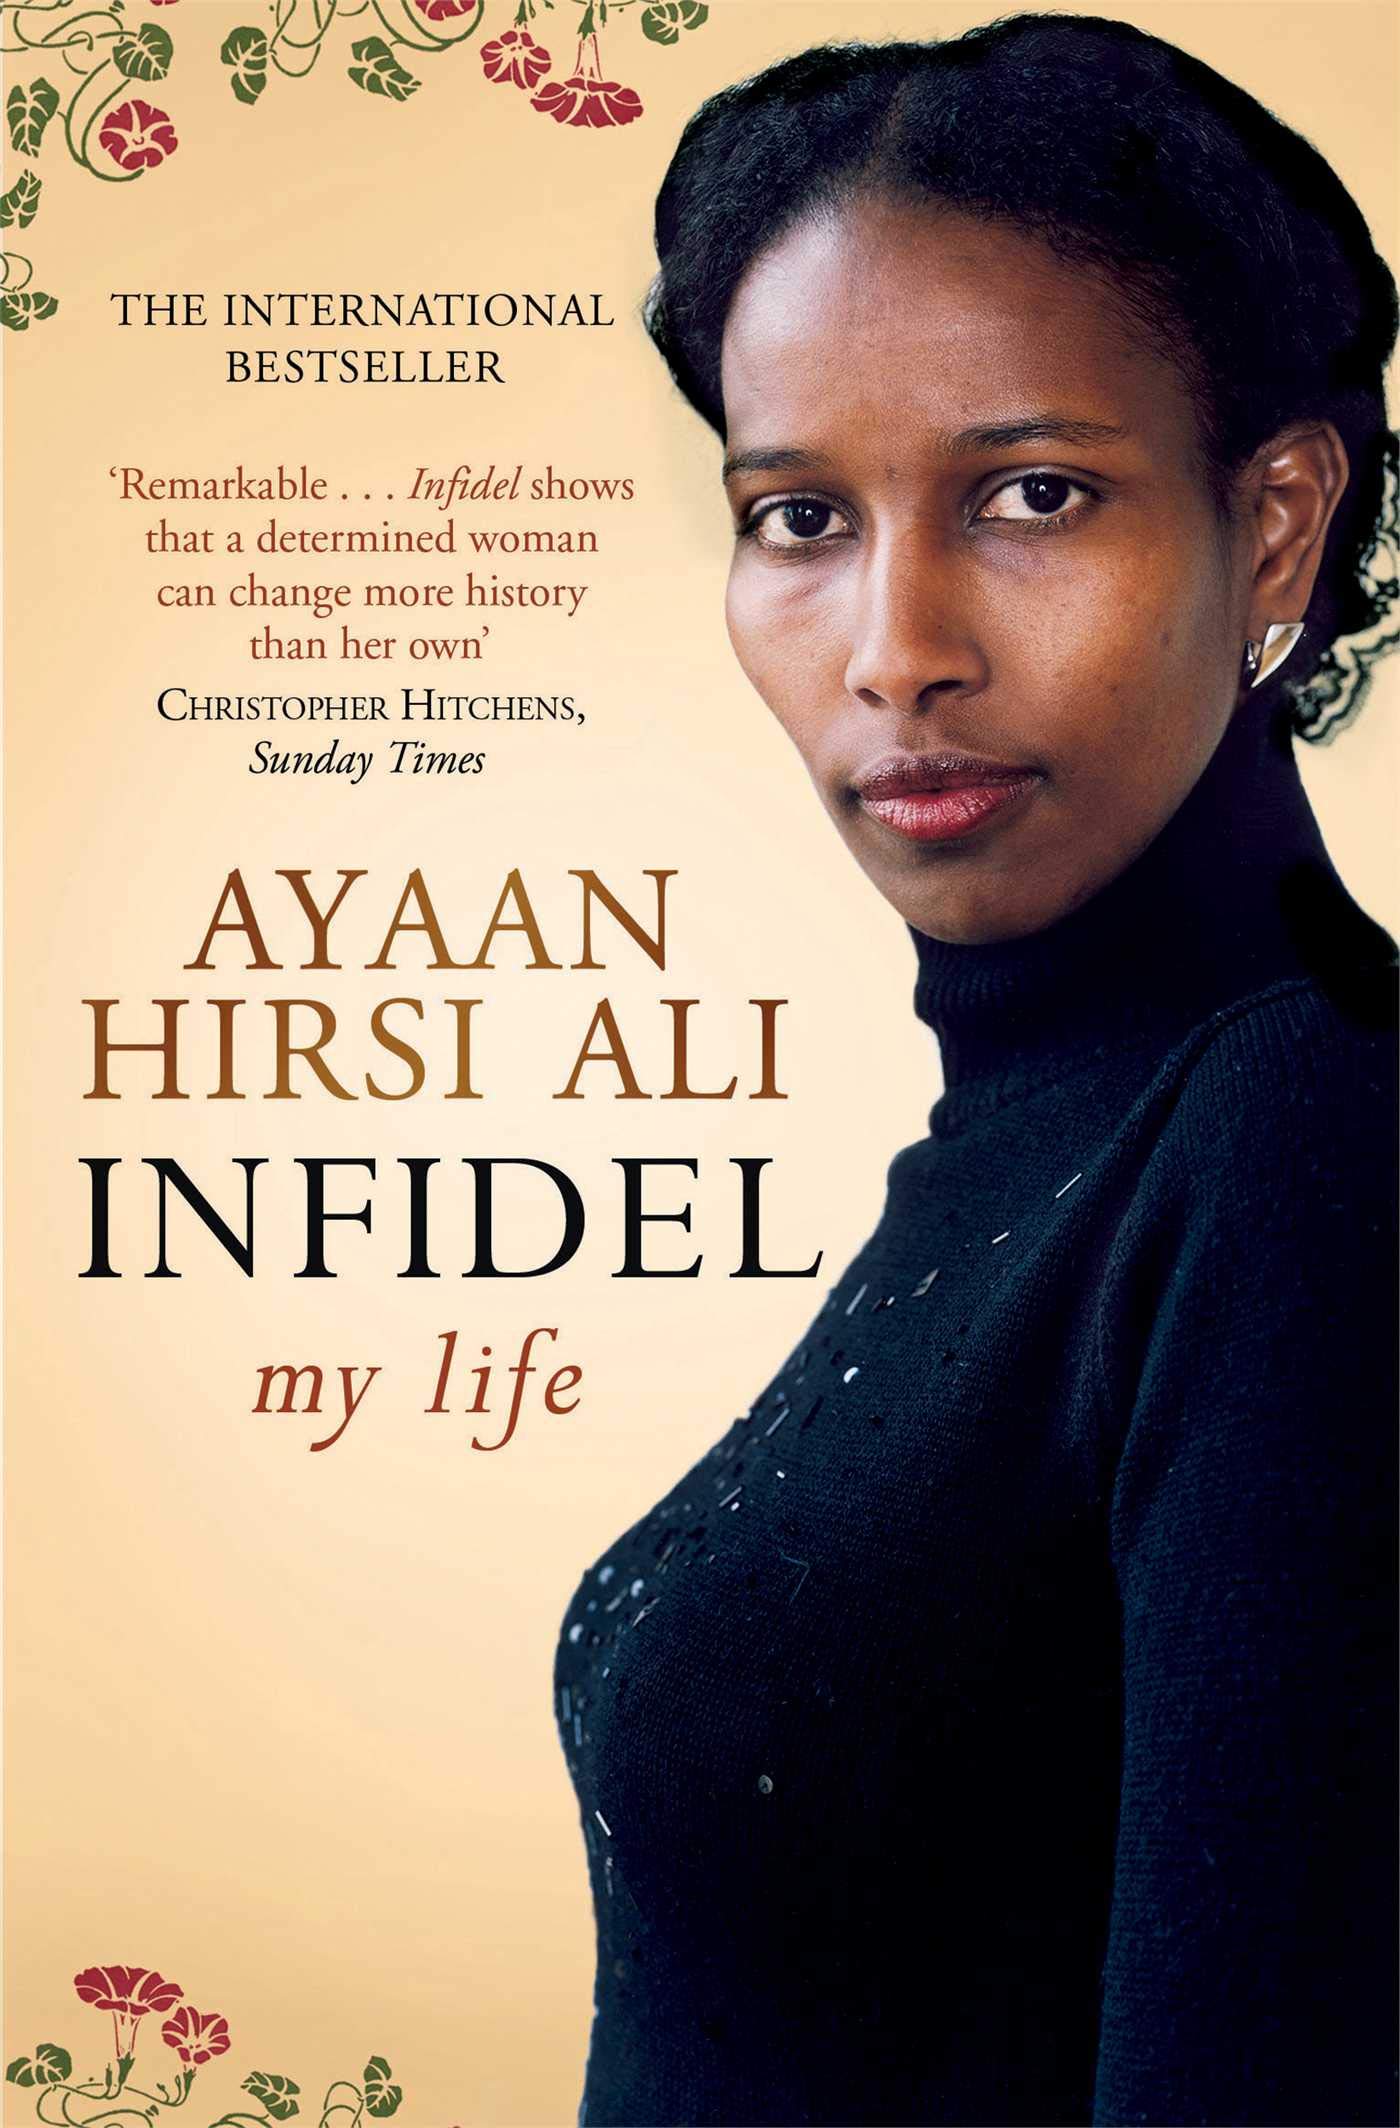 THE INTERNATIONAL
BESTSELLER
‘Remarkable . . . Infidel shows
that a determined woman
can change more history
than her own’
CHRISTOPHER HITCHENS,
Sunday Times
AYAAN
HIRSI ALI
INFIDEL
my life